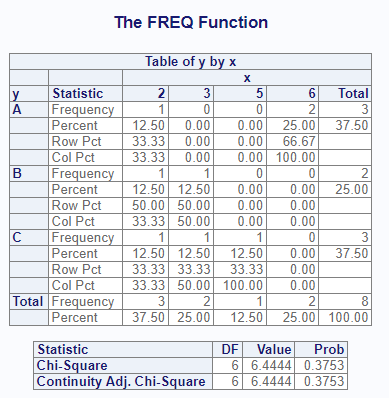 The FREQ Function
Table of y by x
x
y Statistic 2 3 5 6 Total
A Frequency 1 0 0 2 3
Percent 12.50 0.00 0.00 25.00 37.50
Row Pct 33.33 0.00 0.00 66.67
Col Pct 33.33 0.00 0.00 100.00
B Frequency 1 1 0 0 2
Percent 12.50 12.50 0.00 0.00 25.00
Row Pct 50.00 50.00 0.00 0.00
Col Pct 33.33 50.00 0.00 0.00
C Frequency 1 1 1 0 3
Percent 12.50 12.50 12.50 0.00 37.50
Row Pct 33.33 33.33 33.33 0.00
Col Pct 33.33 50.00 100.00 0.00
Total Frequency 3 2 1 2 8
Percent 37.50 25.00 12.50 25.00 100.00
Statistic DF Value Prob
Chi-Square 6 6.4444 0.3753
Continuity Adj. Chi-Square 6 6.4444 0.3753